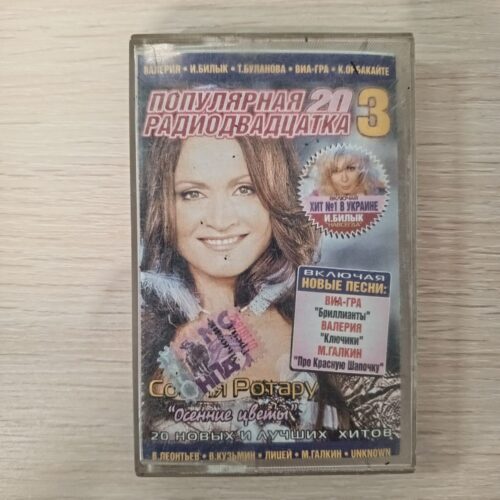 ВАЛЕРИЯ • И.БИЛЫК • Т.БУЛАНОВА • ВИА-ГРА • К.ОРБАКАЙТЕ
ПОПУЛЯРНАЯ 20
РАДИОДВАДЦАТКА 3
ВКЛЮЧАЯ
ХИТ №1 В УКРАИНЕ
И.БИЛЫК
"НАВСЕГДА"
ВКЛЮЧАЯ
НОВЫЕ ПЕСНИ:
ВИА-ГРА
"Бриллианты"
ВАЛЕРИЯ
"Ключики"
М.ГАЛКИН
"Про Красную Шапочку"
София Ротару
"Осенние цветы"
20 НОВЫХ И ЛУЧШИХ ХИТОВ
В.ЛЕОНТЬЕВ • В.КУЗЬМИН • ЛИЦЕЙ • М.ГАЛКИН • UNKNOWN